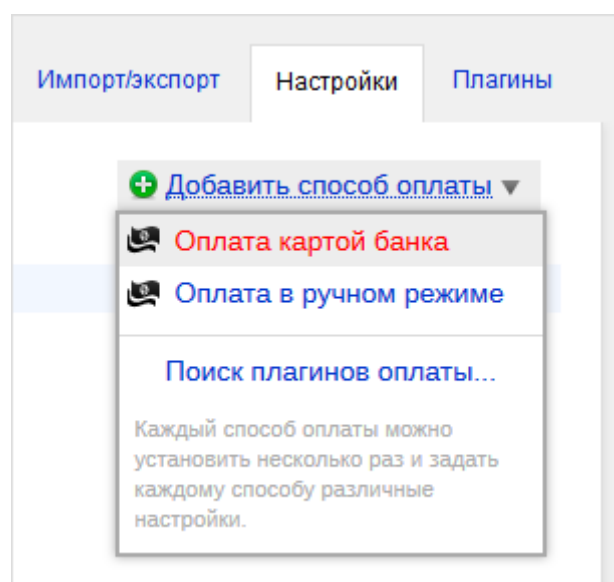 Импорт/экспорт Настройки Плагины
Добавить способ оплаты
Оплата картой банка
Оплата в ручном режиме
Поиск плагинов оплаты...
Каждый способ оплаты можно
установить несколько раз и задать
каждому способу различные
настройки.